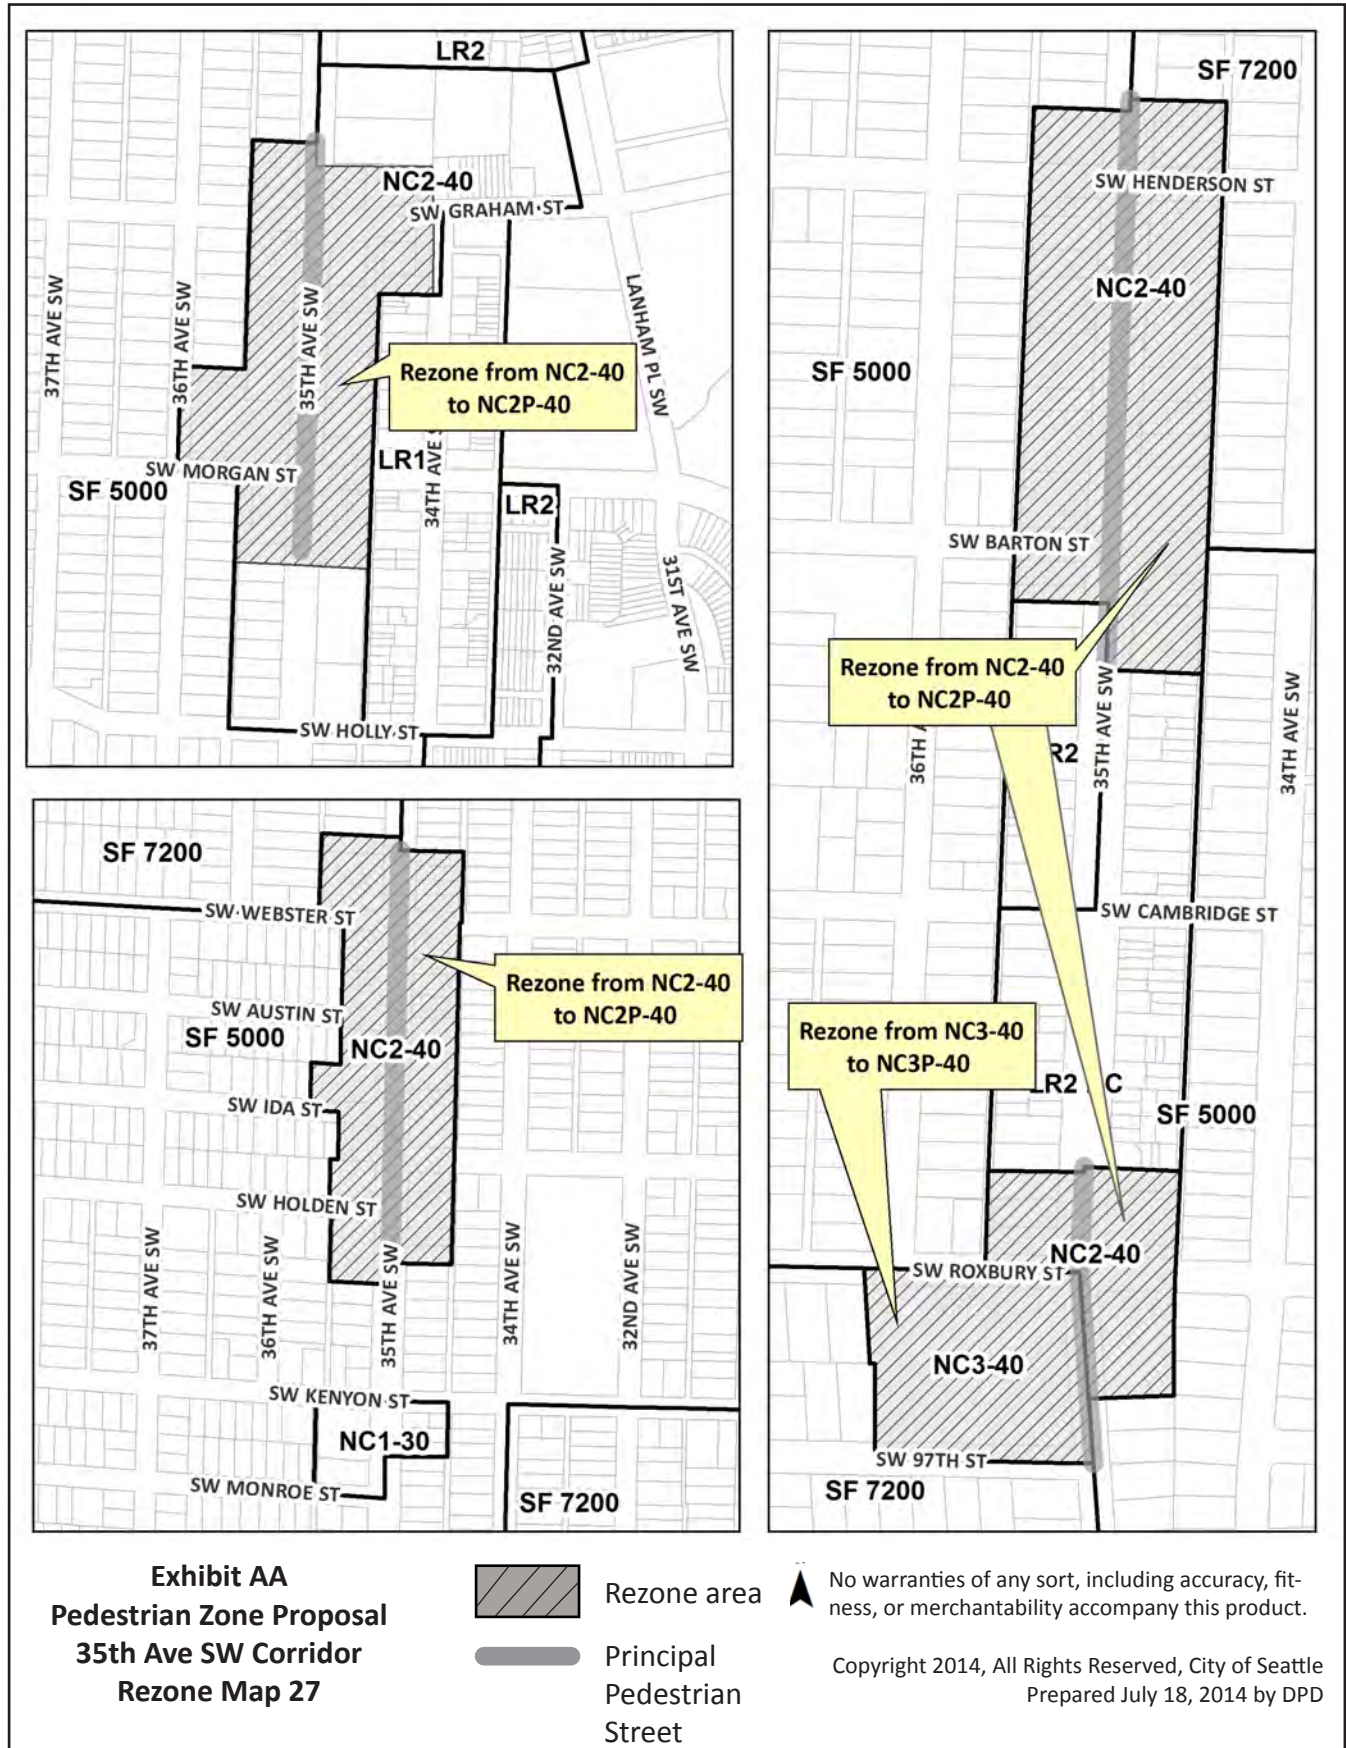 LR2
NC2-40
SW GRAHAM ST
37TH AVE SW
36TH AVE SW
35TH AVE SW
LANHAM PL SW
Rezone from NC2-40
to NC2P-40
SW MORGAN ST
SF 5000
LR1
34TH AVE S
LR2
32ND AVE SW
31ST AVE SW
SW HOLLY ST
SF 7200
SW WEBSTER ST
Rezone from NC2-40
to NC2P-40
SW AUSTIN ST
SF 5000
NC2-40
SW IDA ST
SW HOLDEN ST
37TH AVE SW
36TH AVE SW
35TH AVE SW
34TH AVE SW
32ND AVE SW
SW KENYON ST
NC1-30
SW MONROE ST
SF 7200
SF 7200
SW HENDERSON ST
NC2-40
SF 5000
SW BARTON ST
Rezone from NC2-40
to NC2P-40
36TH A
R2
35TH AVE SW
34TH AVE SW
SW CAMBRIDGE ST
Rezone from NC3-40
to NC3P-40
LR2 C
SF 5000
NC2-40
SW ROXBURY ST
NC3-40
SW 97TH ST
SF 7200
Exhibit AA
Pedestrian Zone Proposal
35th Ave SW Corridor
Rezone Map 27
Rezone area
Principal
Pedestrian
Street
No warranties of any sort, including accuracy, fit-
ness, or merchantability accompany this product.
Copyright 2014, All Rights Reserved, City of Seattle
Prepared July 18, 2014 by DPD